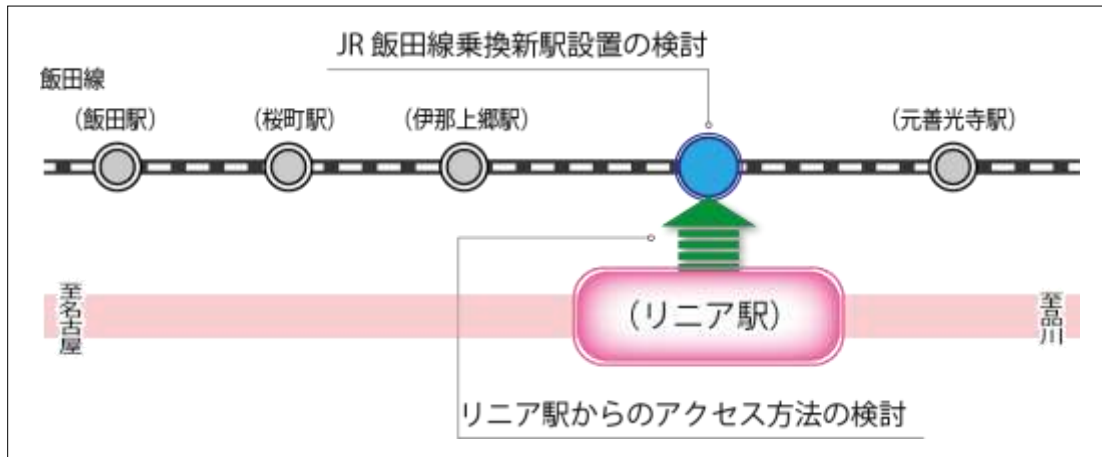 JR 飯田線乗換新駅設置の検討
飯田線
(飯田駅)
(桜町駅)
(伊那上郷駅)
(元善光寺駅)
至名古屋
(リニア駅)
至品川
リニア駅からのアクセス方法の検討